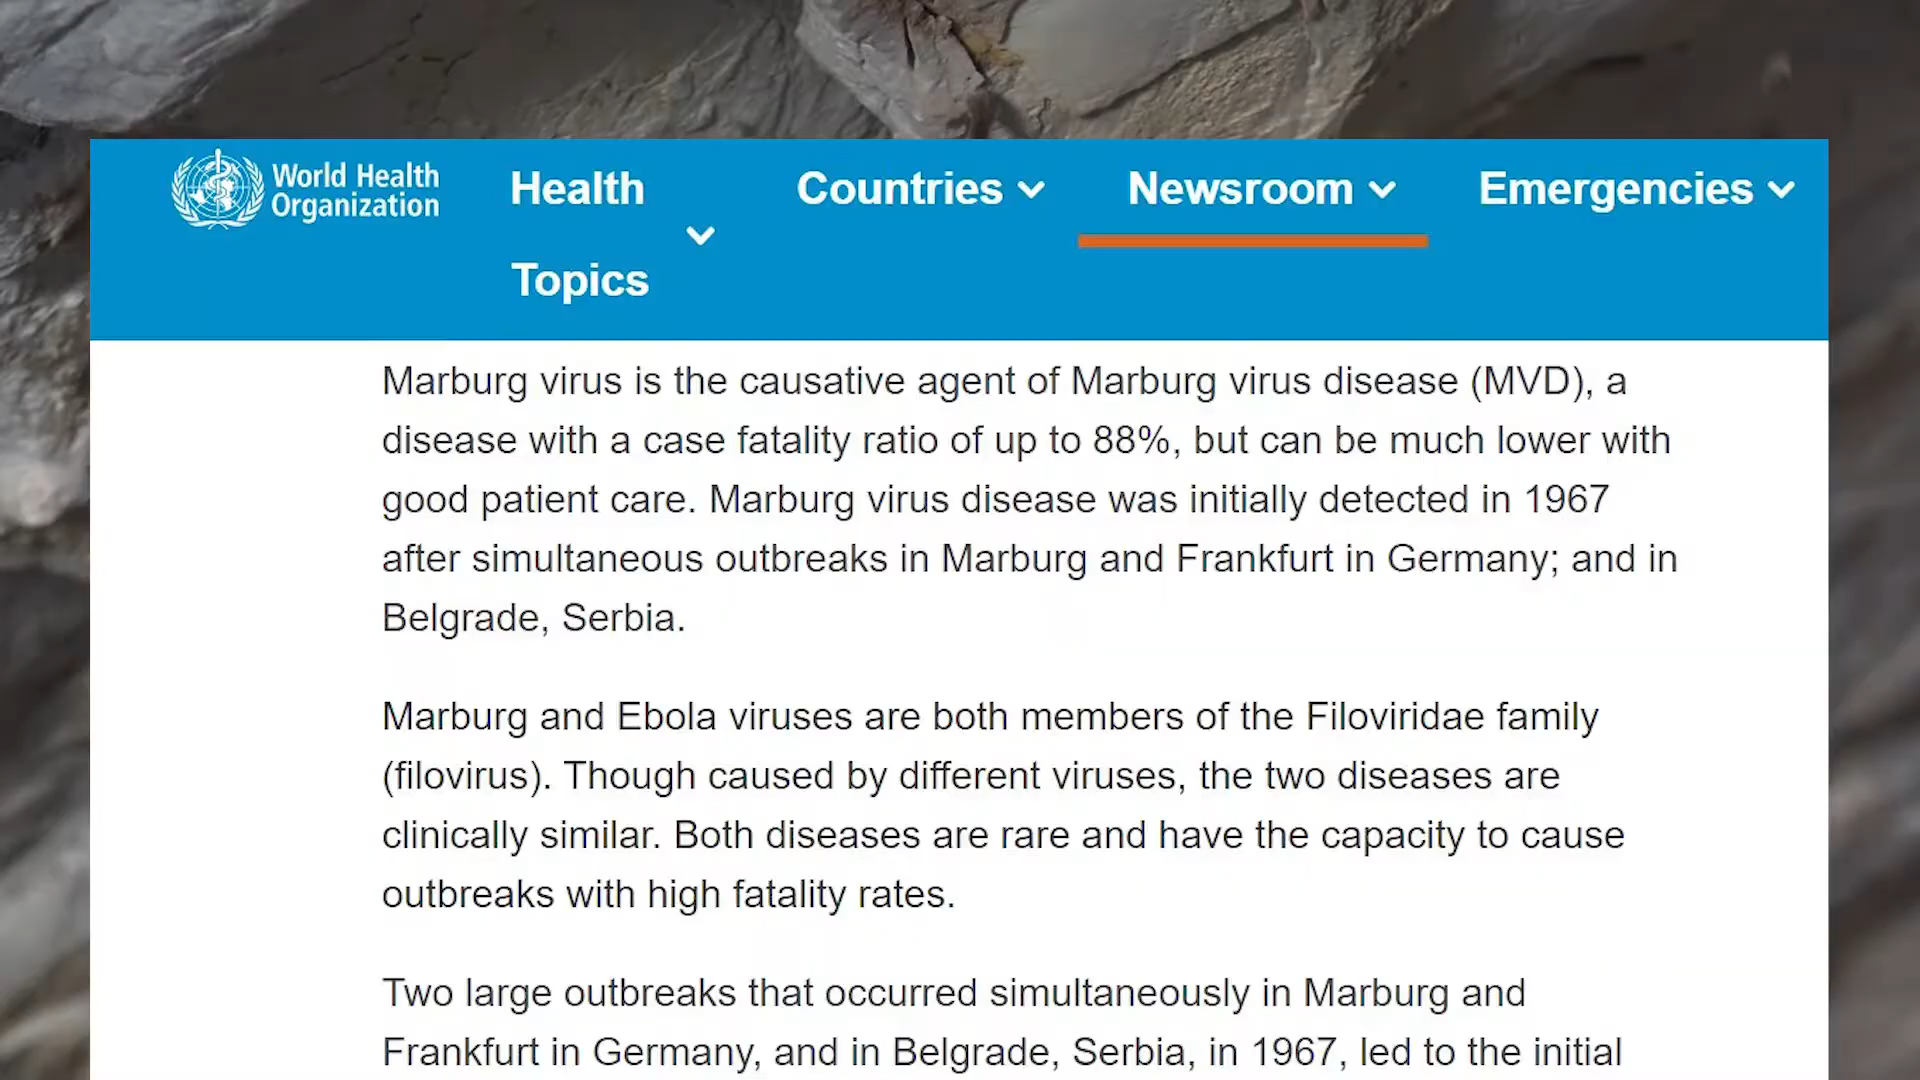 World Health
Organization
Health
Topics
Countries
Newsroom
Emergencies
Marburg virus is the causative agent of Marburg virus disease (MVD), a
disease with a case fatality ratio of up to 88%, but can be much lower with
good patient care. Marburg virus disease was initially detected in 1967
after simultaneous outbreaks in Marburg and Frankfurt in Germany; and in
Belgrade, Serbia.
Marburg and Ebola viruses are both members of the Filoviridae family
(filovirus). Though caused by different viruses, the two diseases are
clinically similar. Both diseases are rare and have the capacity to cause
outbreaks with high fatality rates.
Two large outbreaks that occurred simultaneously in Marburg and
Frankfurt in Germany, and in Belgrade, Serbia, in 1967, led to the initial